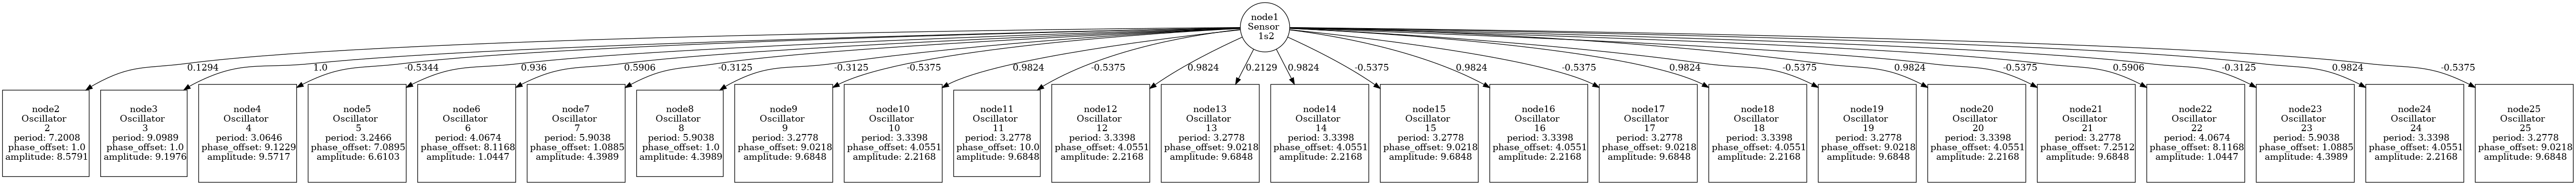 node1
Sensor
1s2
0.1294
1.0
-0.5344
0.936
0.5906
-0.3125
-0.3125
-0.5375
0.9824
-0.5375
0.9824
0.2129
0.9824
-0.5375
0.9824
-0.5375
0.9824
-0.5375
0.9824
-0.5375
0.5906
-0.3125
0.9824
-0.5375
node2
Oscillator
2
period: 7.2008
phase_offset: 1.0
amplitude: 8.5791
node3
Oscillator
3
period: 9.0989
phase_offset: 1.0
amplitude: 9.1976
node4
Oscillator
4
period: 3.0646
phase_offset: 9.1229
amplitude: 9.5717
node5
Oscillator
5
period: 3.2466
phase_offset: 7.0895
amplitude: 6.6103
node6
Oscillator
6
period: 4.0674
phase_offset: 8.1168
amplitude: 1.0447
node7
Oscillator
7
period: 5.9038
phase_offset: 1.0885
amplitude: 4.3989
node8
Oscillator
8
period: 5.9038
phase_offset: 1.0
amplitude: 4.3989
node9
Oscillator
9
period: 3.2778
phase_offset: 9.0218
amplitude: 9.6848
node10
Oscillator
10
period: 3.3398
phase_offset: 4.0551
amplitude: 2.2168
node11
Oscillator
11
period: 3.2778
phase_offset: 10.0
amplitude: 9.6848
node12
Oscillator
12
period: 3.3398
phase_offset: 4.0551
amplitude: 2.2168
node13
Oscillator
13
period: 3.2778
phase_offset: 9.0218
amplitude: 9.6848
node14
Oscillator
14
period: 3.3398
phase_offset: 4.0551
amplitude: 2.2168
node15
Oscillator
15
period: 3.2778
phase_offset: 9.0218
amplitude: 9.6848
node16
Oscillator
16
period: 3.3398
phase_offset: 4.0551
amplitude: 2.2168
node17
Oscillator
17
period: 3.2778
phase_offset: 9.0218
amplitude: 9.6848
node18
Oscillator
18
period: 3.3398
phase_offset: 4.0551
amplitude: 2.2168
node19
Oscillator
19
period: 3.2778
phase_offset: 9.0218
amplitude: 9.6848
node20
Oscillator
20
period: 3.3398
phase_offset: 4.0551
amplitude: 2.2168
node21
Oscillator
21
period: 3.2778
phase_offset: 7.2512
amplitude: 9.6848
node22
Oscillator
22
period: 4.0674
phase_offset: 8.1168
amplitude: 1.0447
node23
Oscillator
23
period: 5.9038
phase_offset: 1.0885
amplitude: 4.3989
node24
Oscillator
24
period: 3.3398
phase_offset: 4.0551
amplitude: 2.2168
node25
Oscillator
25
period: 3.2778
phase_offset: 9.0218
amplitude: 9.6848